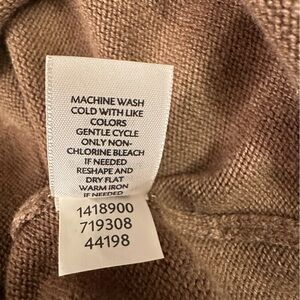 MACHINE WASH
COLD WITH LIKE
COLORS
GENTLE CYCLE
ONLY NON-
CHLORINE BLEACH
IF NEEDED
RESHAPE AND
DRY FLAT
WARM IRON
IF NEEDED
1418900
719308
44198